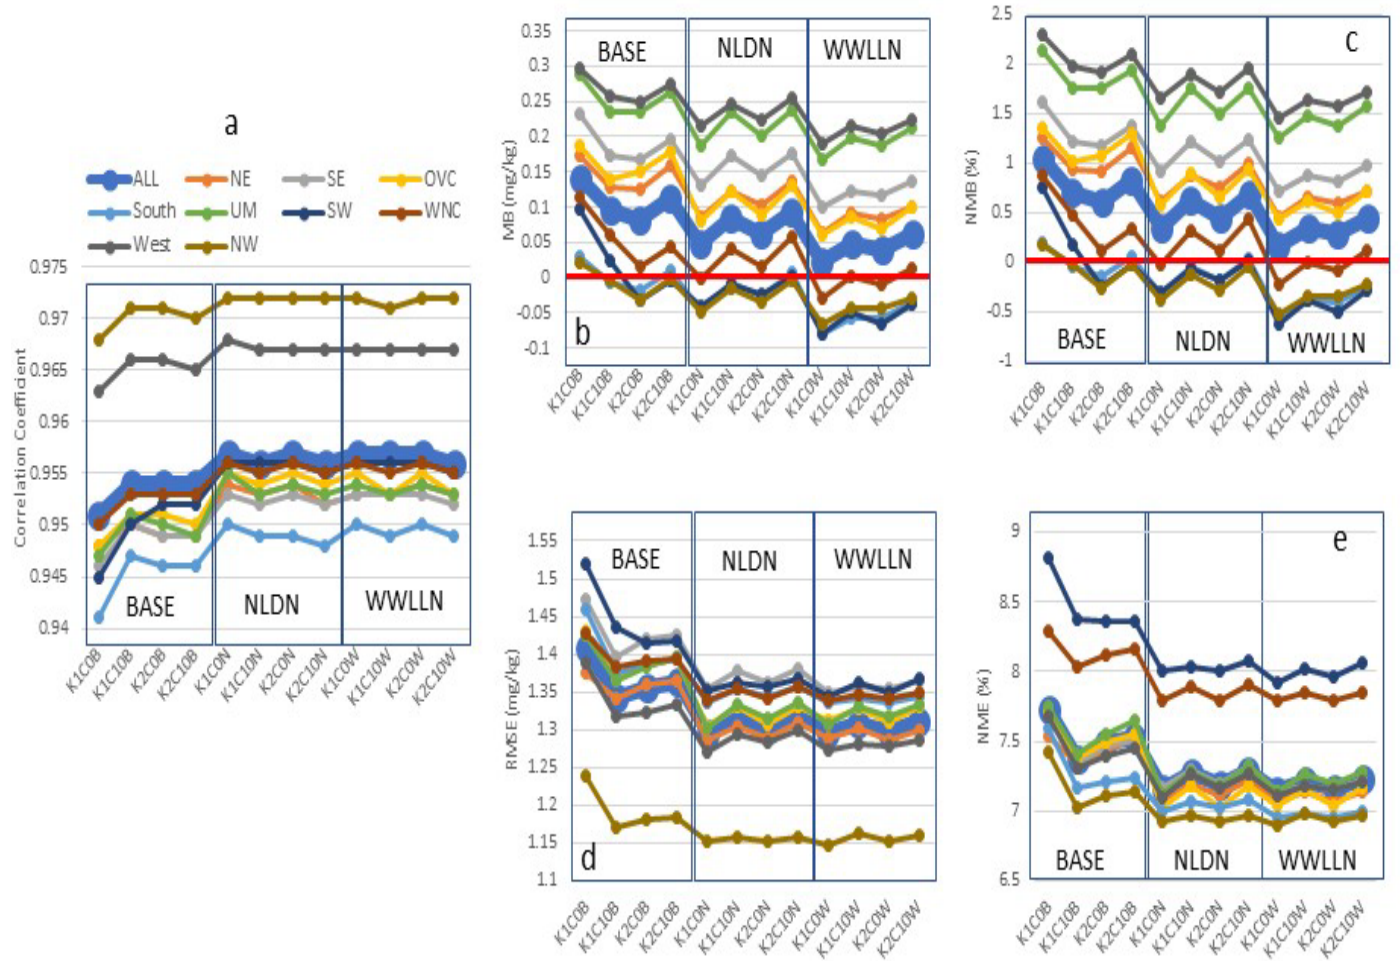 a
ALL NE SE OVC
South UM SW WNC
West NW
Correlation Coefficient
0.975
0.97
0.965
0.96
0.955
0.95
0.945
0.94
BASE NLDN WWLLN
K1C0B K1C10B K2C0B K2C10B K1C0N K1C10N K2C0N K2C10N K1C0W K1C10W K2C0W K2C10W
MB (mg/kg)
0.35
0.3
0.25
0.2
0.15
0.1
0.05
0
-0.05
-0.1
BASE NLDN WWLLN
b
K1C0B K1C10B K2C0B K2C10B K1C0N K1C10N K2C0N K2C10N K1C0W K1C10W K2C0W K2C10W
NMB (%)
2.5
2
1.5
1
0.5
0
-0.5
-1
c
BASE NLDN WWLLN
K1C0B K1C10B K2C0B K2C10B K1C0N K1C10N K2C0N K2C10N K1C0W K1C10W K2C0W K2C10W
RMSE (mg/kg)
1.55
1.5
1.45
1.4
1.35
1.3
1.25
1.2
1.15
1.1
BASE NLDN WWLLN
d
K1C0B K1C10B K2C0B K2C10B K1C0N K1C10N K2C0N K2C10N K1C0W K1C10W K2C0W K2C10W
NME (%)
9
8.5
8
7.5
7
6.5
e
BASE NLDN WWLLN
K1C0B K1C10B K2C0B K2C10B K1C0N K1C10N K2C0N K2C10N K1C0W K1C10W K2C0W K2C10W